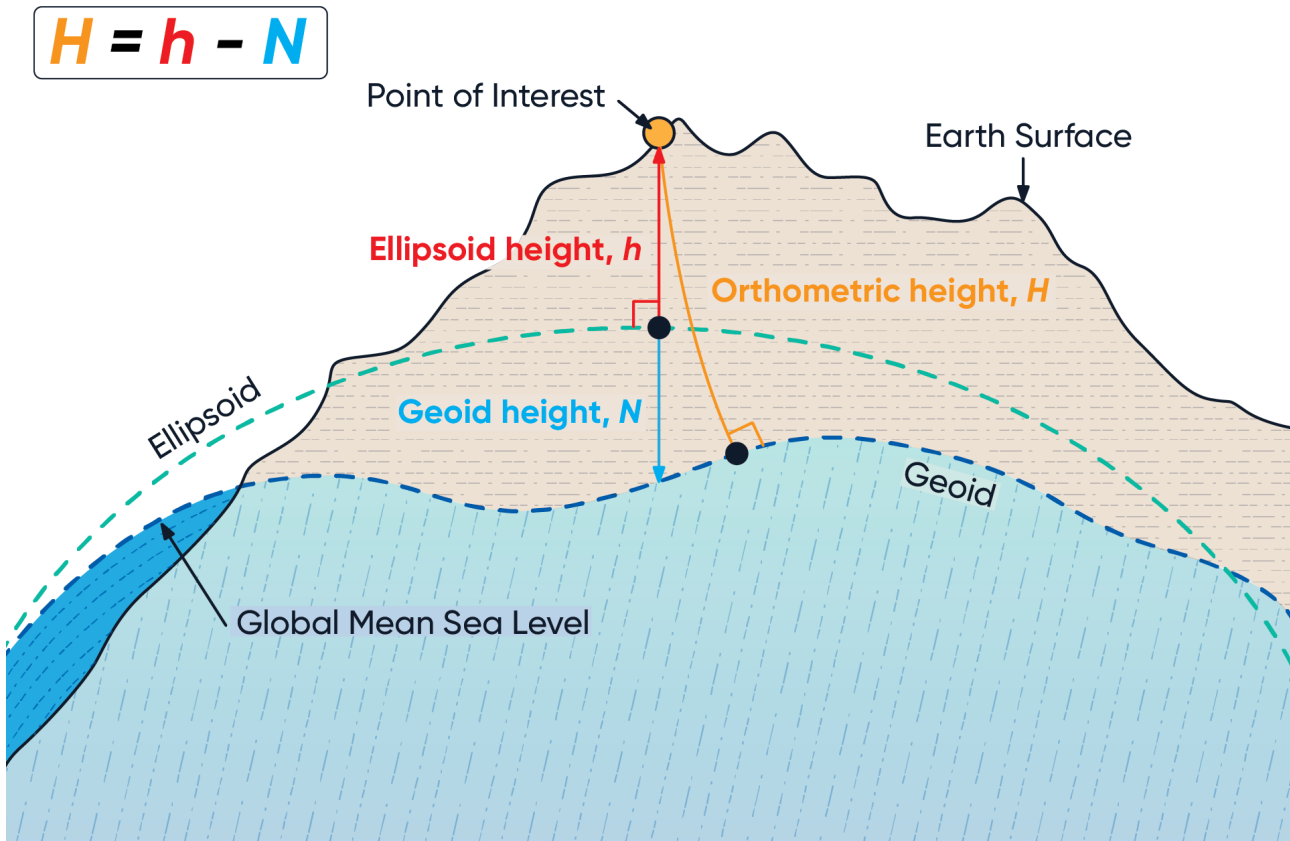 H = h - N
Point of Interest
Earth Surface
Ellipsoid height, h
Orthometric height, H
Ellipsoid
Geoid height, N
Geoid
Global Mean Sea Level